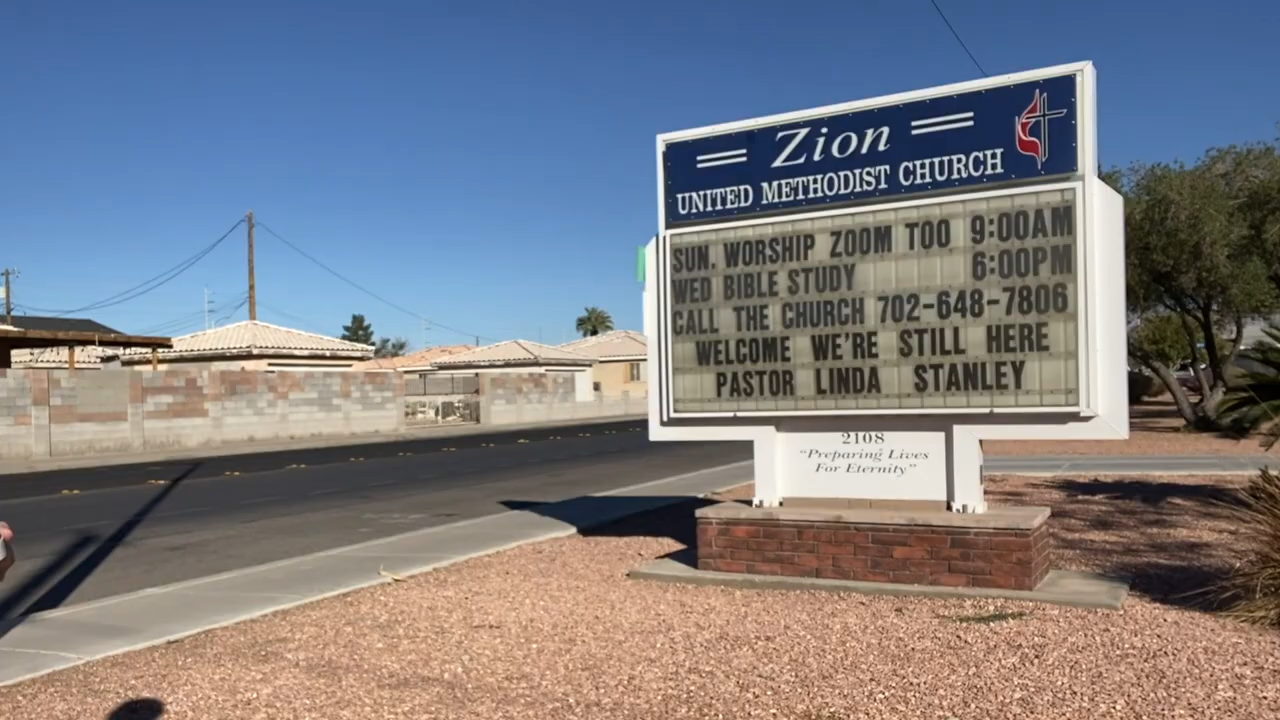 Zion
UNITED METHODIST CHURCH
SUN. WORSHIP ZOOM TOO 9:00AM
WED BIBLE STUDY 6:00PM
CALL THE CHURCH 702-648-7806
WELCOME WE'RE STILL HERE
PASTOR LINDA STANLEY
2108
"Preparing Lives
For Eternity"